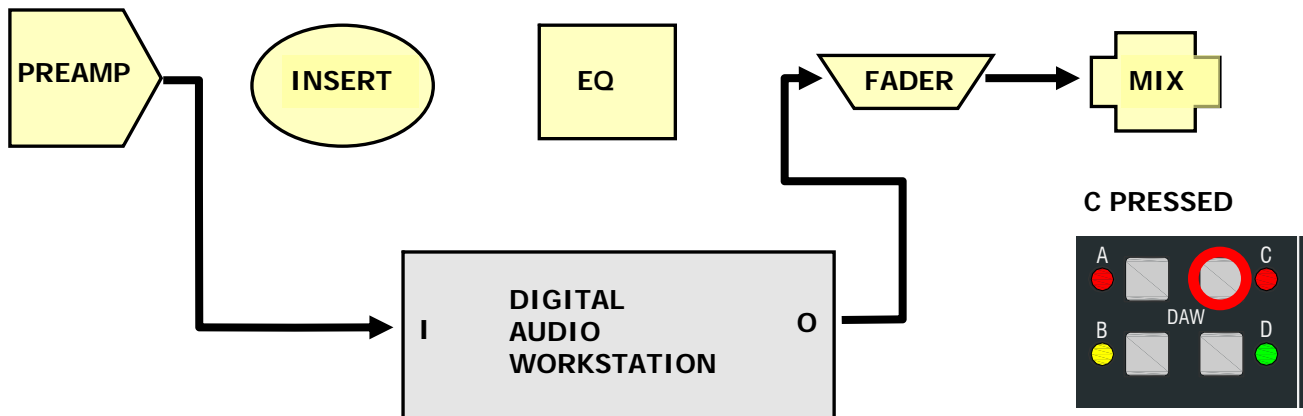 PREAMP
INSERT
EQ
FADER
MIX
C PRESSED
A
C
DAW
B
D
I
DIGITAL
AUDIO
WORKSTATION
O